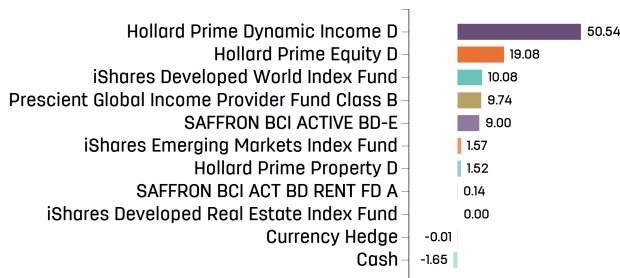 Hollard Prime Dynamic Income D 50.54
Hollard Prime Equity D 19.08
iShares Developed World Index Fund 10.08
Prescient Global Income Provider Fund Class B 9.74
SAFFRON BCI ACTIVE BD-E 9.00
iShares Emerging Markets Index Fund 1.57
Hollard Prime Property D 1.52
SAFFRON BCI ACT BD RENT FD A 0.14
iShares Developed Real Estate Index Fund 0.00
Currency Hedge -0.01
Cash -1.65